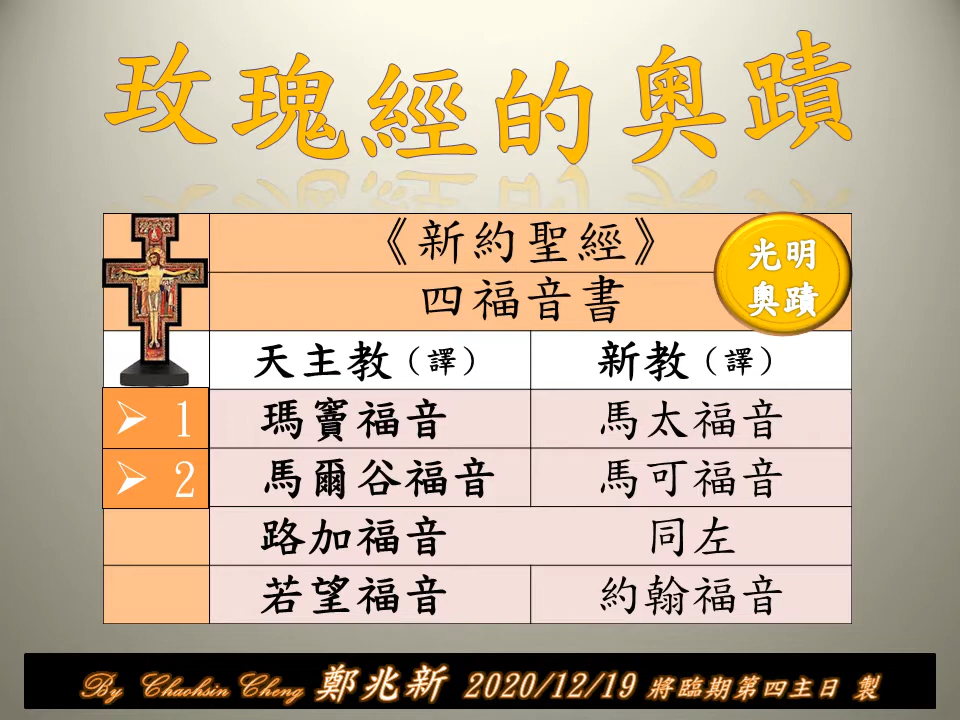 玫瑰經的奧蹟
《新約聖經》
光明
奧蹟
四福音書
天主教（譯） 新教（譯）
➢ 1 瑪竇福音 馬太福音
➢ 2 馬爾谷福音 馬可福音
路加福音 同左
若望福音 約翰福音
By Chaohsin Cheng 鄭兆新 2020/12/19 將臨期第四主日 製